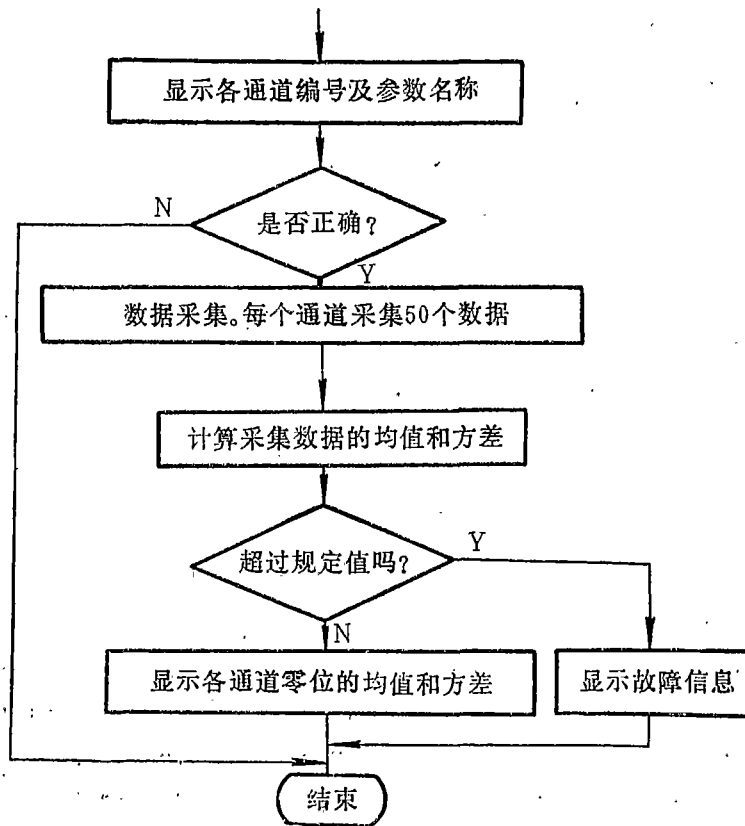 显示各通道编号及参数名称
N
是否正确?
Y
数据采集。每个通道采集50个数据
计算采集数据的均值和方差
超过规定值吗?
Y
N
显示各通道零位的均值和方差
显示故障信息
结束